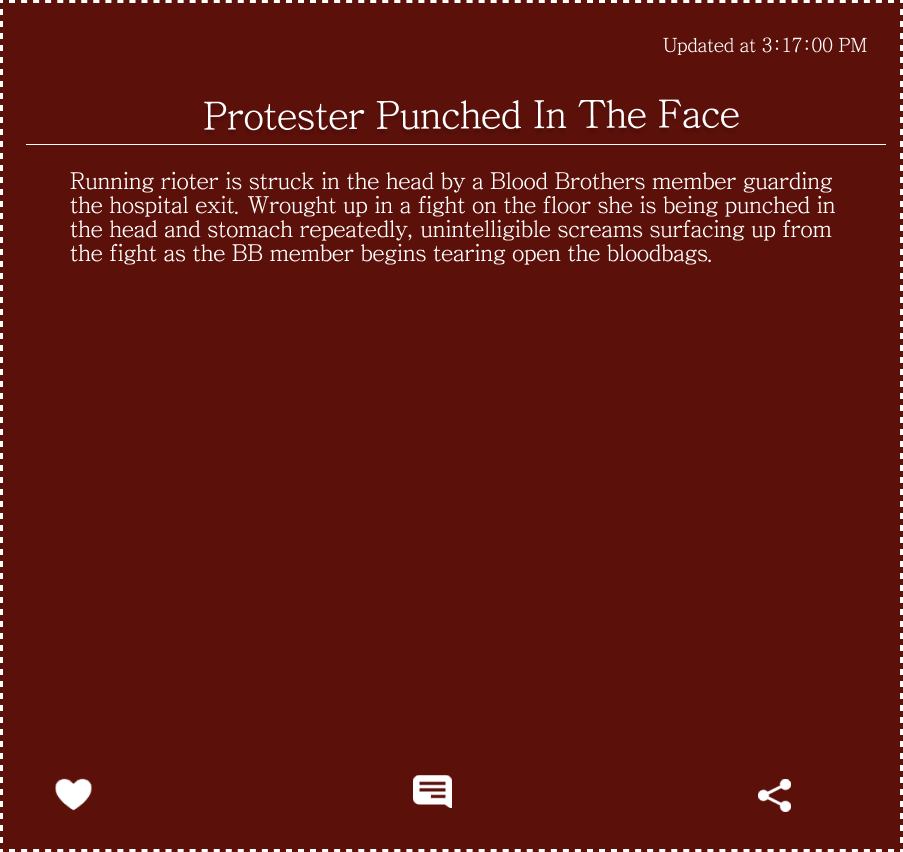 Updated at 3:17:00 PM
Protester Punched In The Face
Running rioter is struck in the head by a Blood Brothers member guarding
the hospital exit. Wrought up in a fight on the floor she is being punched in
the head and stomach repeatedly, unintelligible screams surfacing up from
the fight as the BB member begins tearing open the bloodbags.